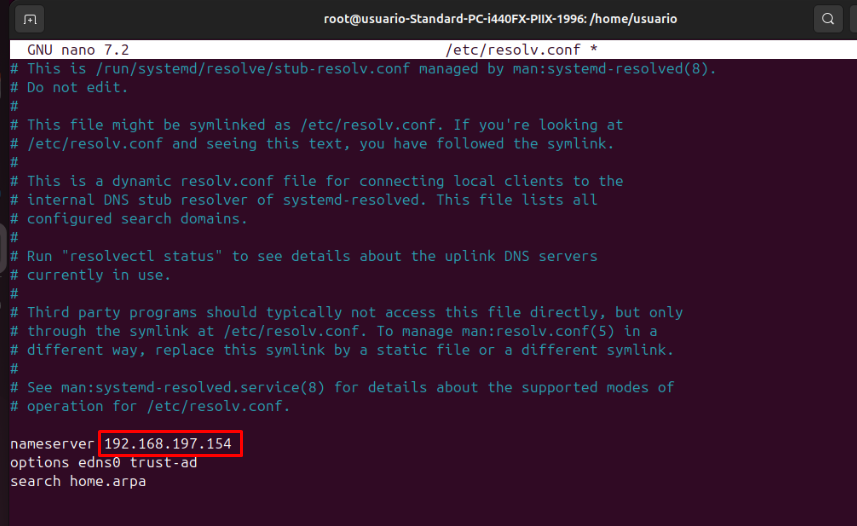 root@usuario-Standard-PC-i440FX-PIIX-1996: /home/usuario
GNU nano 7.2 /etc/resolv.conf *
# This is /run/systemd/resolve/stub-resolv.conf managed by man:systemd-resolved(8).
# Do not edit.
#
# This file might be symlinked as /etc/resolv.conf. If you're looking at
# /etc/resolv.conf and seeing this text, you have followed the symlink.
#
# This is a dynamic resolv.conf file for connecting local clients to the
# internal DNS stub resolver of systemd-resolved. This file lists all
# configured search domains.
#
# Run "resolvectl status" to see details about the uplink DNS servers
# currently in use.
#
# Third party programs should typically not access this file directly, but only
# through the symlink at /etc/resolv.conf. To manage man:resolv.conf(5) in a
# different way, replace this symlink by a static file or a different symlink.
#
# See man:systemd-resolved.service(8) for details about the supported modes of
# operation for /etc/resolv.conf.
nameserver 192.168.197.154
options edns0 trust-ad
search home.arpa